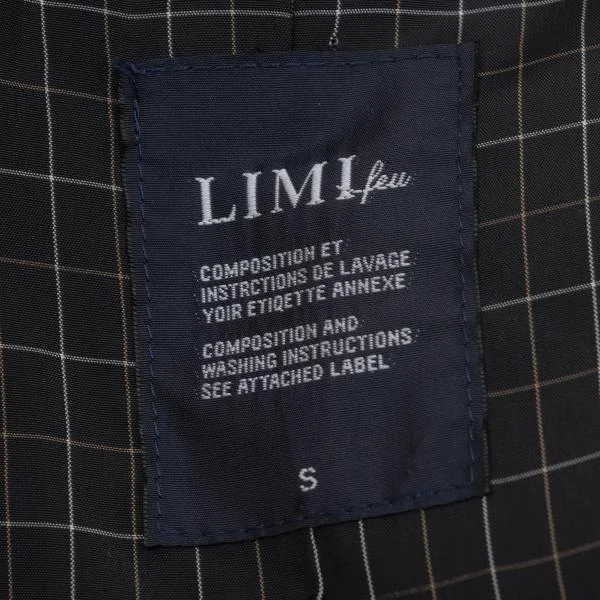 LIMI feu
COMPOSITION ET
INSTRCTIONS DE LAVAGE
YOIR ETIQETTE ANNEXE
COMPOSITION AND
WASHING INSTRUCTIONS
SEE ATTACHED LABEL
S